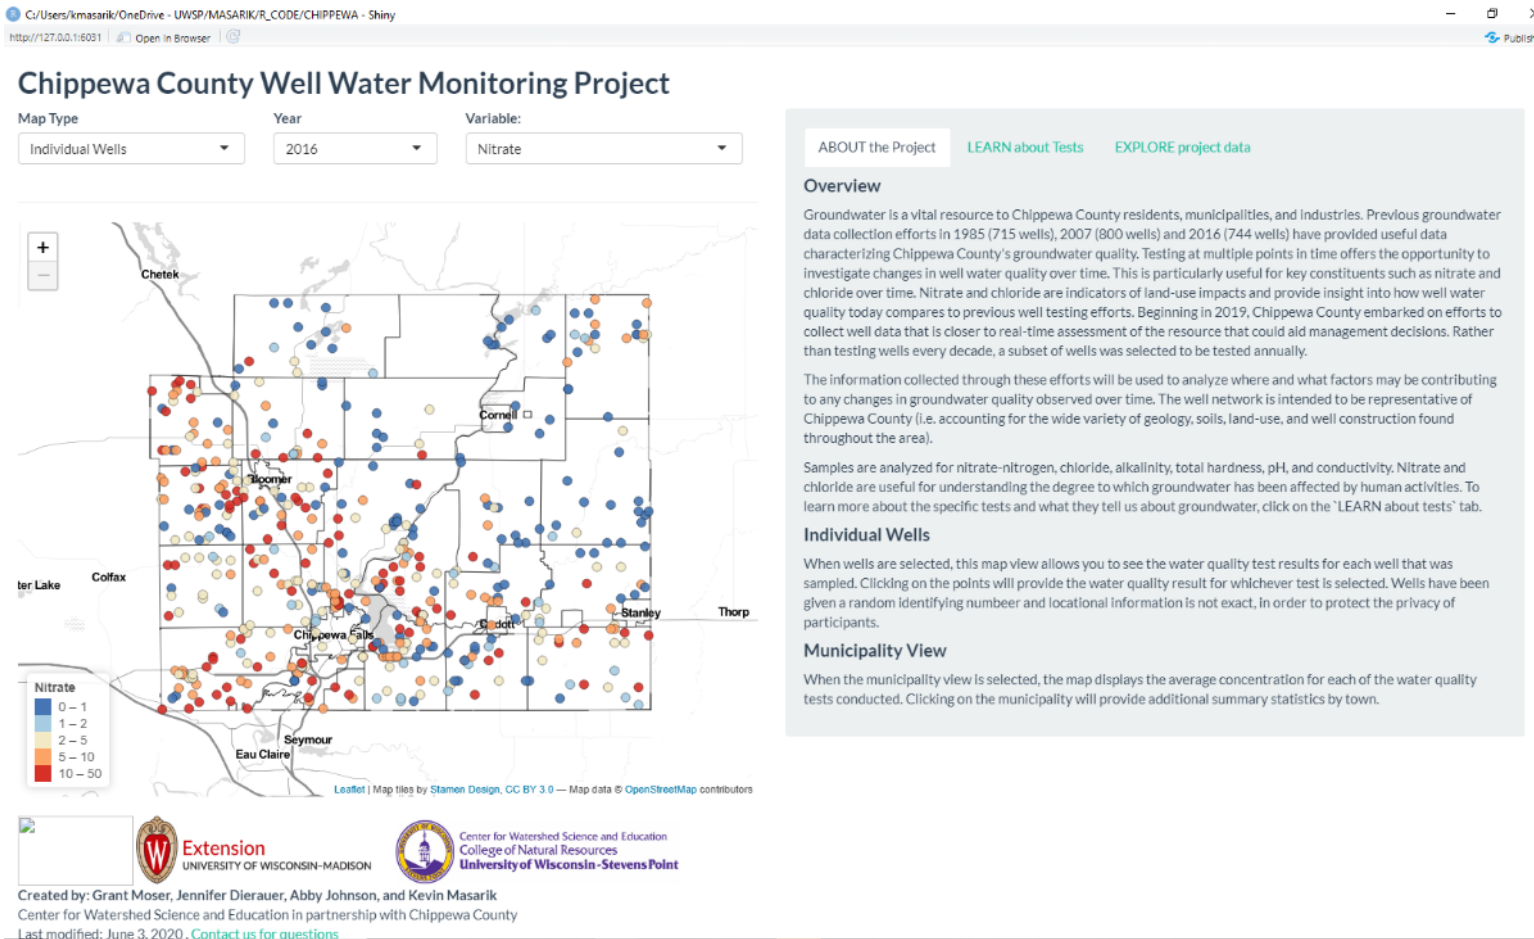 C:/Users/kmasarik/OneDrive - UWSP/MASARIK/R_CODE/CHIPPEWA - Shiny
http://127.0.0.1:6031 Open in Browser
Publish
Chippewa County Well Water Monitoring Project
Map Type
Year
Variable:
Individual Wells
2016
Nitrate
+
−
Chetek
Cornell
Bloomer
ter Lake
Colfax
Stanley
Thorp
Cadott
Chippewa Falls
Seymour
Eau Claire
Nitrate
0 – 1
1 – 2
2 – 5
5 – 10
10 – 50
Leaflet | Map tiles by Stamen Design, CC BY 3.0 — Map data © OpenStreetMap contributors
ABOUT the Project
LEARN about Tests
EXPLORE project data
Overview
Groundwater is a vital resource to Chippewa County residents, municipalities, and industries. Previous groundwater
data collection efforts in 1985 (715 wells), 2007 (800 wells) and 2016 (744 wells) have provided useful data
characterizing Chippewa County's groundwater quality. Testing at multiple points in time offers the opportunity to
investigate changes in well water quality over time. This is particularly useful for key constituents such as nitrate and
chloride over time. Nitrate and chloride are indicators of land-use impacts and provide insight into how well water
quality today compares to previous well testing efforts. Beginning in 2019, Chippewa County embarked on efforts to
collect well data that is closer to real-time assessment of the resource that could aid management decisions. Rather
than testing wells every decade, a subset of wells was selected to be tested annually.
The information collected through these efforts will be used to analyze where and what factors may be contributing
to any changes in groundwater quality observed over time. The well network is intended to be representative of
Chippewa County (i.e. accounting for the wide variety of geology, soils, land-use, and well construction found
throughout the area).
Samples are analyzed for nitrate-nitrogen, chloride, alkalinity, total hardness, pH, and conductivity. Nitrate and
chloride are useful for understanding the degree to which groundwater has been affected by human activities. To
learn more about the specific tests and what they tell us about groundwater, click on the `LEARN about tests` tab.
Individual Wells
When wells are selected, this map view allows you to see the water quality test results for each well that was
sampled. Clicking on the points will provide the water quality result for whichever test is selected. Wells have been
given a random identifying numbeer and locational information is not exact, in order to protect the privacy of
participants.
Municipality View
When the municipality view is selected, the map displays the average concentration for each of the water quality
tests conducted. Clicking on the municipality will provide additional summary statistics by town.
Extension
UNIVERSITY OF WISCONSIN-MADISON
Center for Watershed Science and Education
College of Natural Resources
University of Wisconsin-Stevens Point
Created by: Grant Moser, Jennifer Dierauer, Abby Johnson, and Kevin Masarik
Center for Watershed Science and Education in partnership with Chippewa County
Last modified: June 3, 2020 . Contact us for questions